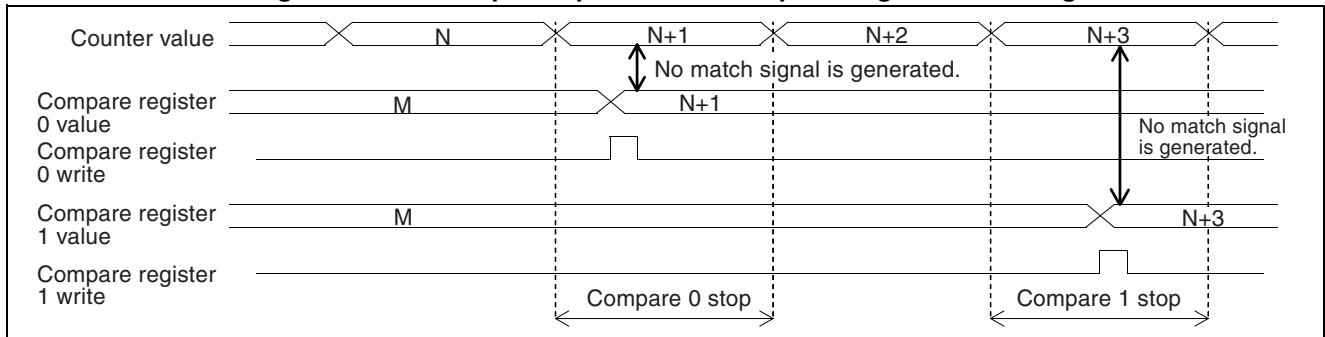 Counter value
N
N+1
N+2
N+3
No match signal is generated.
Compare register
0 value
M
N+1
No match signal
is generated.
Compare register
0 write
Compare register
1 value
M
N+3
Compare register
1 write
Compare 0 stop
Compare 1 stop